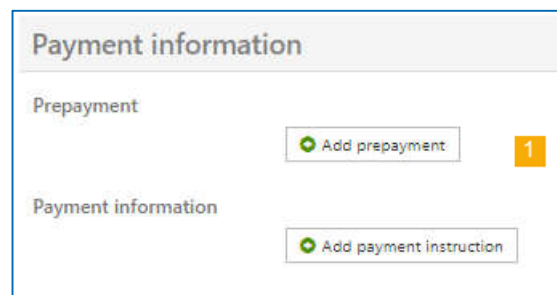 Payment information
Prepayment
Add prepayment
1
Payment information
Add payment instruction